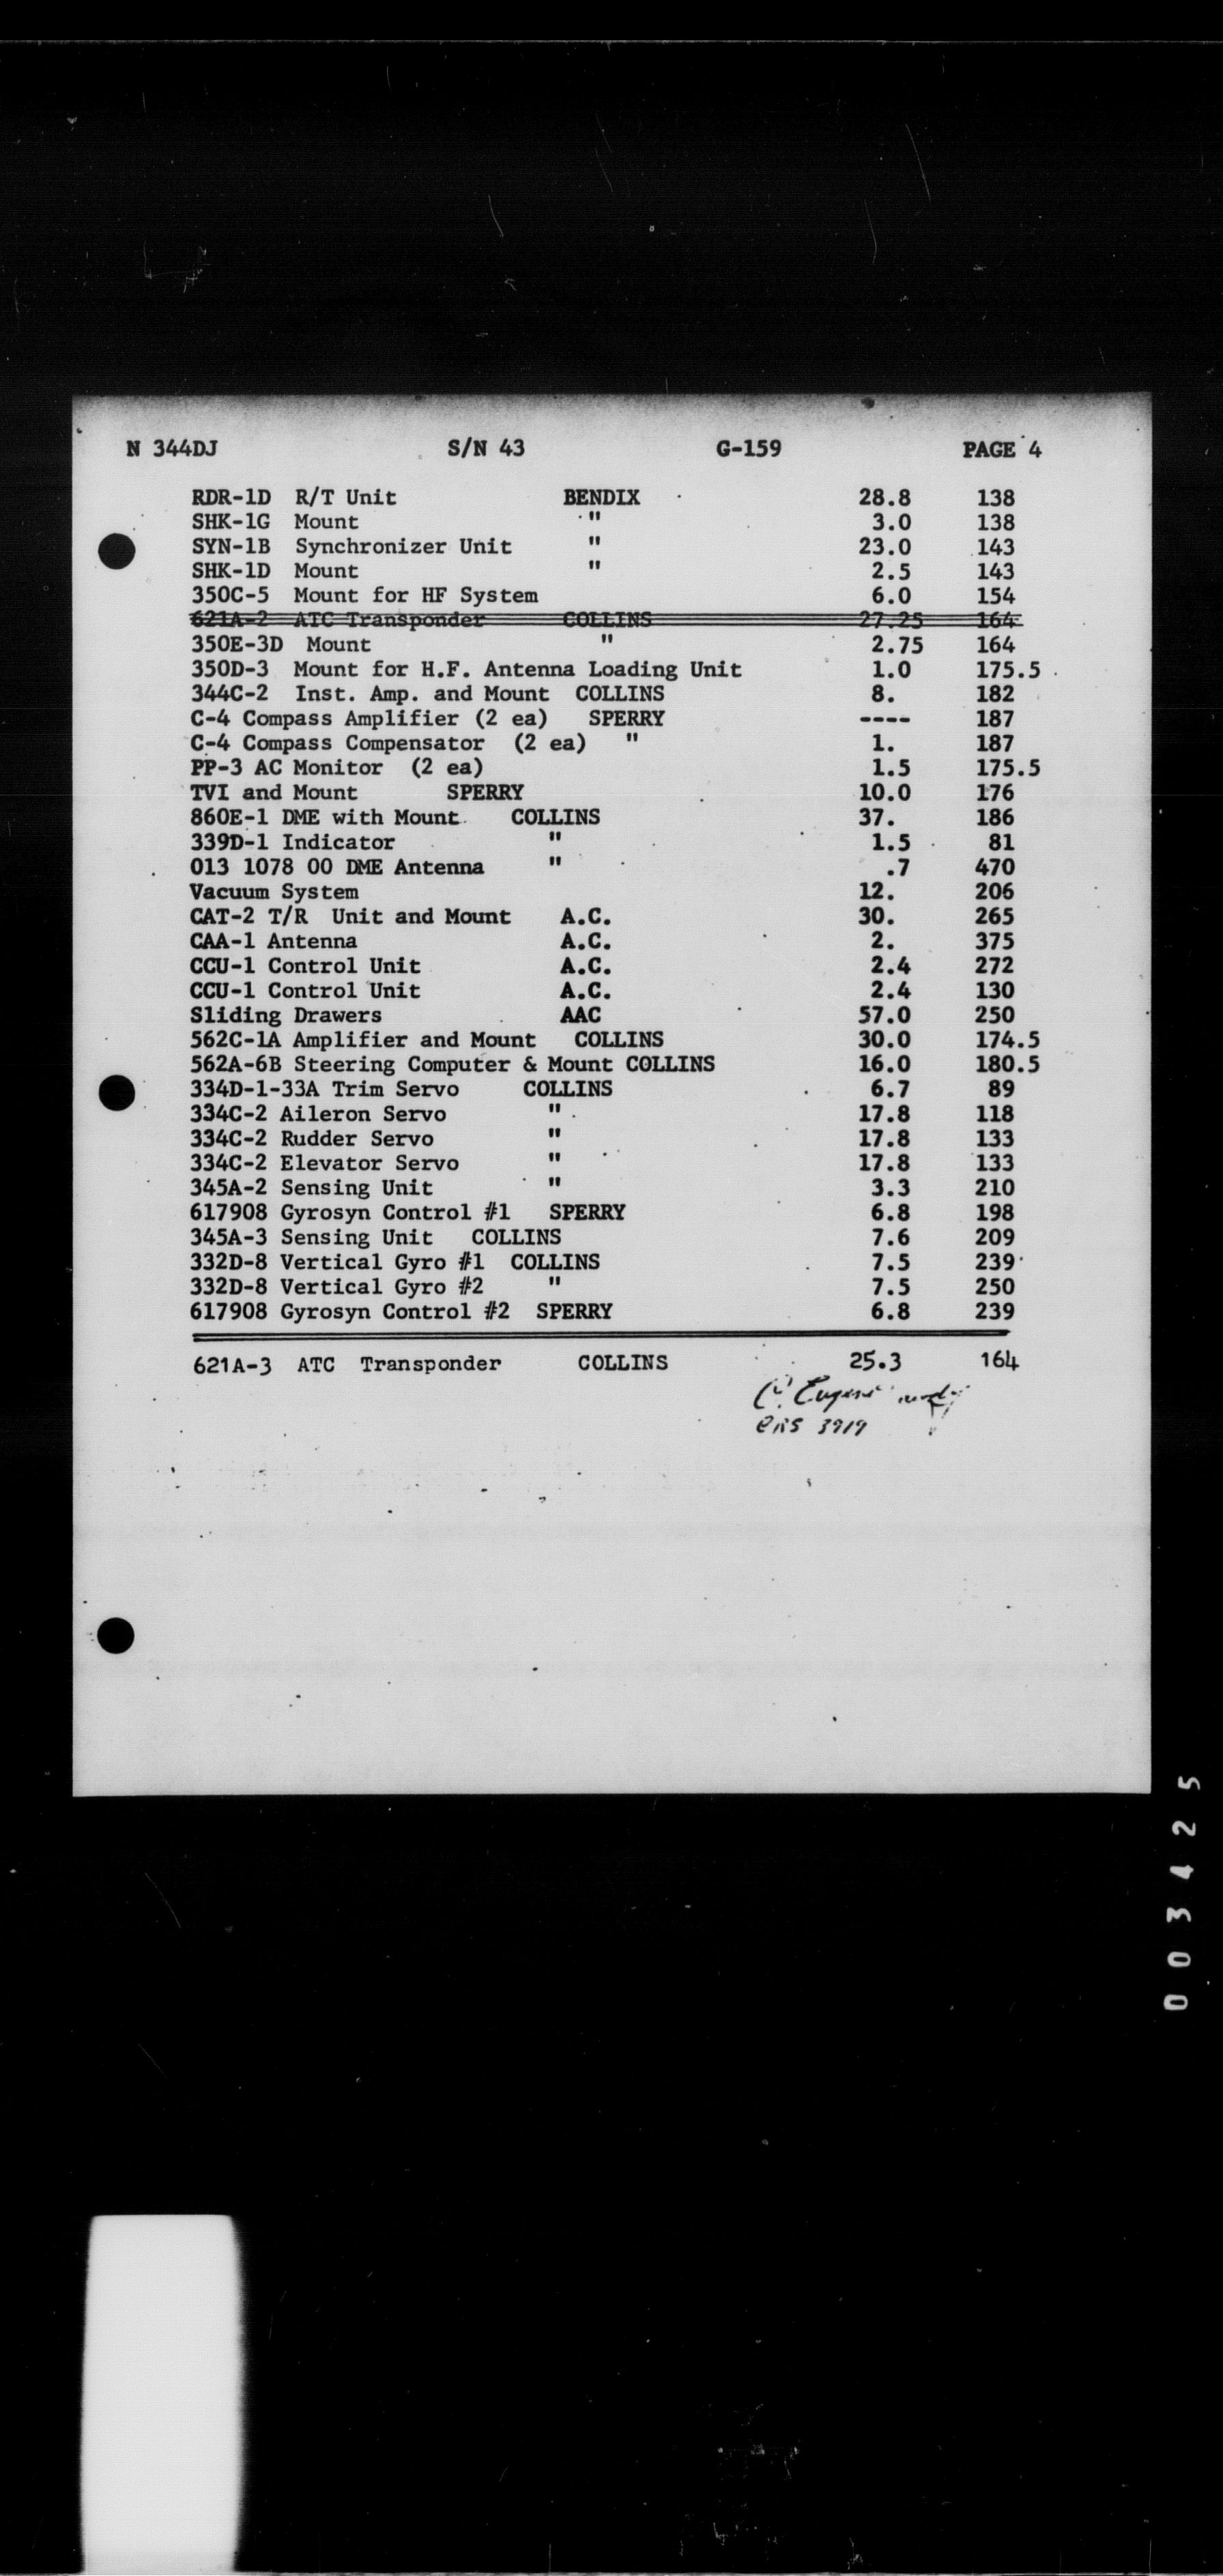 N 344DJ S/N 43 G-159 PAGE 4
RDR-1D R/T Unit BENDIX 28.8 138
SHK-1G Mount " 3.0 138
SYN-1B Synchronizer Unit " 23.0 143
SHK-1D Mount " 2.5 143
350C-5 Mount for HF System 6.0 154
621A-2 ATC Transponder COLLINS 27.25 164
350E-3D Mount " 2.75 164
350D-3 Mount for H.F. Antenna Loading Unit 1.0 175.5
344C-2 Inst. Amp. and Mount COLLINS 8. 182
C-4 Compass Amplifier (2 ea) SPERRY ---- 187
C-4 Compass Compensator (2 ea) " 1. 187
PP-3 AC Monitor (2 ea) 1.5 175.5
TVI and Mount SPERRY 10.0 176
860E-1 DME with Mount COLLINS 37. 186
339D-1 Indicator " 1.5 81
013 1078 00 DME Antenna " .7 470
Vacuum System 12. 206
CAT-2 T/R Unit and Mount A.C. 30. 265
CAA-1 Antenna A.C. 2. 375
CCU-1 Control Unit A.C. 2.4 272
CCU-1 Control Unit A.C. 2.4 130
Sliding Drawers AAC 57.0 250
562C-1A Amplifier and Mount COLLINS 30.0 174.5
562A-6B Steering Computer & Mount COLLINS 16.0 180.5
334D-1-33A Trim Servo COLLINS 6.7 89
334C-2 Aileron Servo " 17.8 118
334C-2 Rudder Servo " 17.8 133
334C-2 Elevator Servo " 17.8 133
345A-2 Sensing Unit " 3.3 210
617908 Gyrosyn Control #1 SPERRY 6.8 198
345A-3 Sensing Unit COLLINS 7.6 209
332D-8 Vertical Gyro #1 COLLINS 7.5 239
332D-8 Vertical Gyro #2 " 7.5 250
617908 Gyrosyn Control #2 SPERRY 6.8 239
621A-3 ATC Transponder COLLINS 25.3 164
CRS 3919
003425